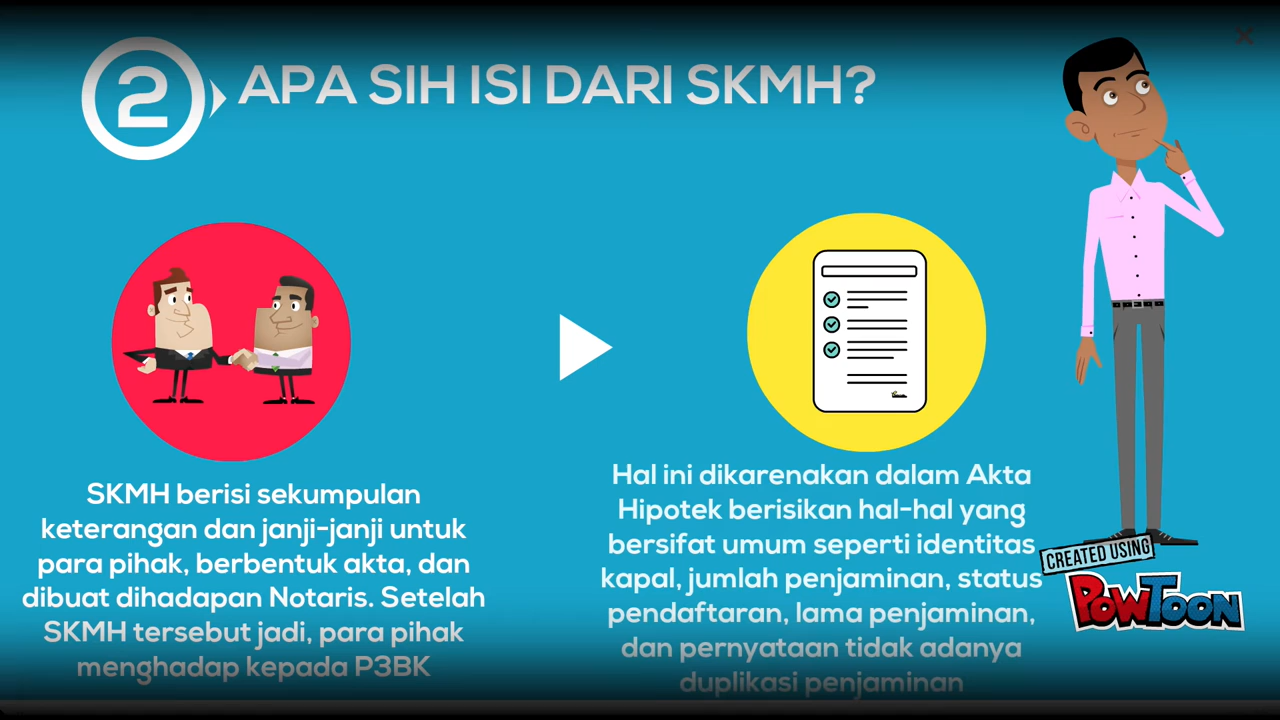 2
APA SIH ISI DARI SKMH?
SKMH berisi sekumpulan
keterangan dan janji-janji untuk
para pihak, berbentuk akta, dan
dibuat dihadapan Notaris. Setelah
SKMH tersebut jadi, para pihak
menghadap kepada P3BK
Hal ini dikarenakan dalam Akta
Hipotek berisikan hal-hal yang
bersifat umum seperti identitas
kapal, jumlah penjaminan, status
pendaftaran, lama penjaminan,
dan pernyataan tidak adanya
duplikasi penjaminan
CREATED USING
POWTOON